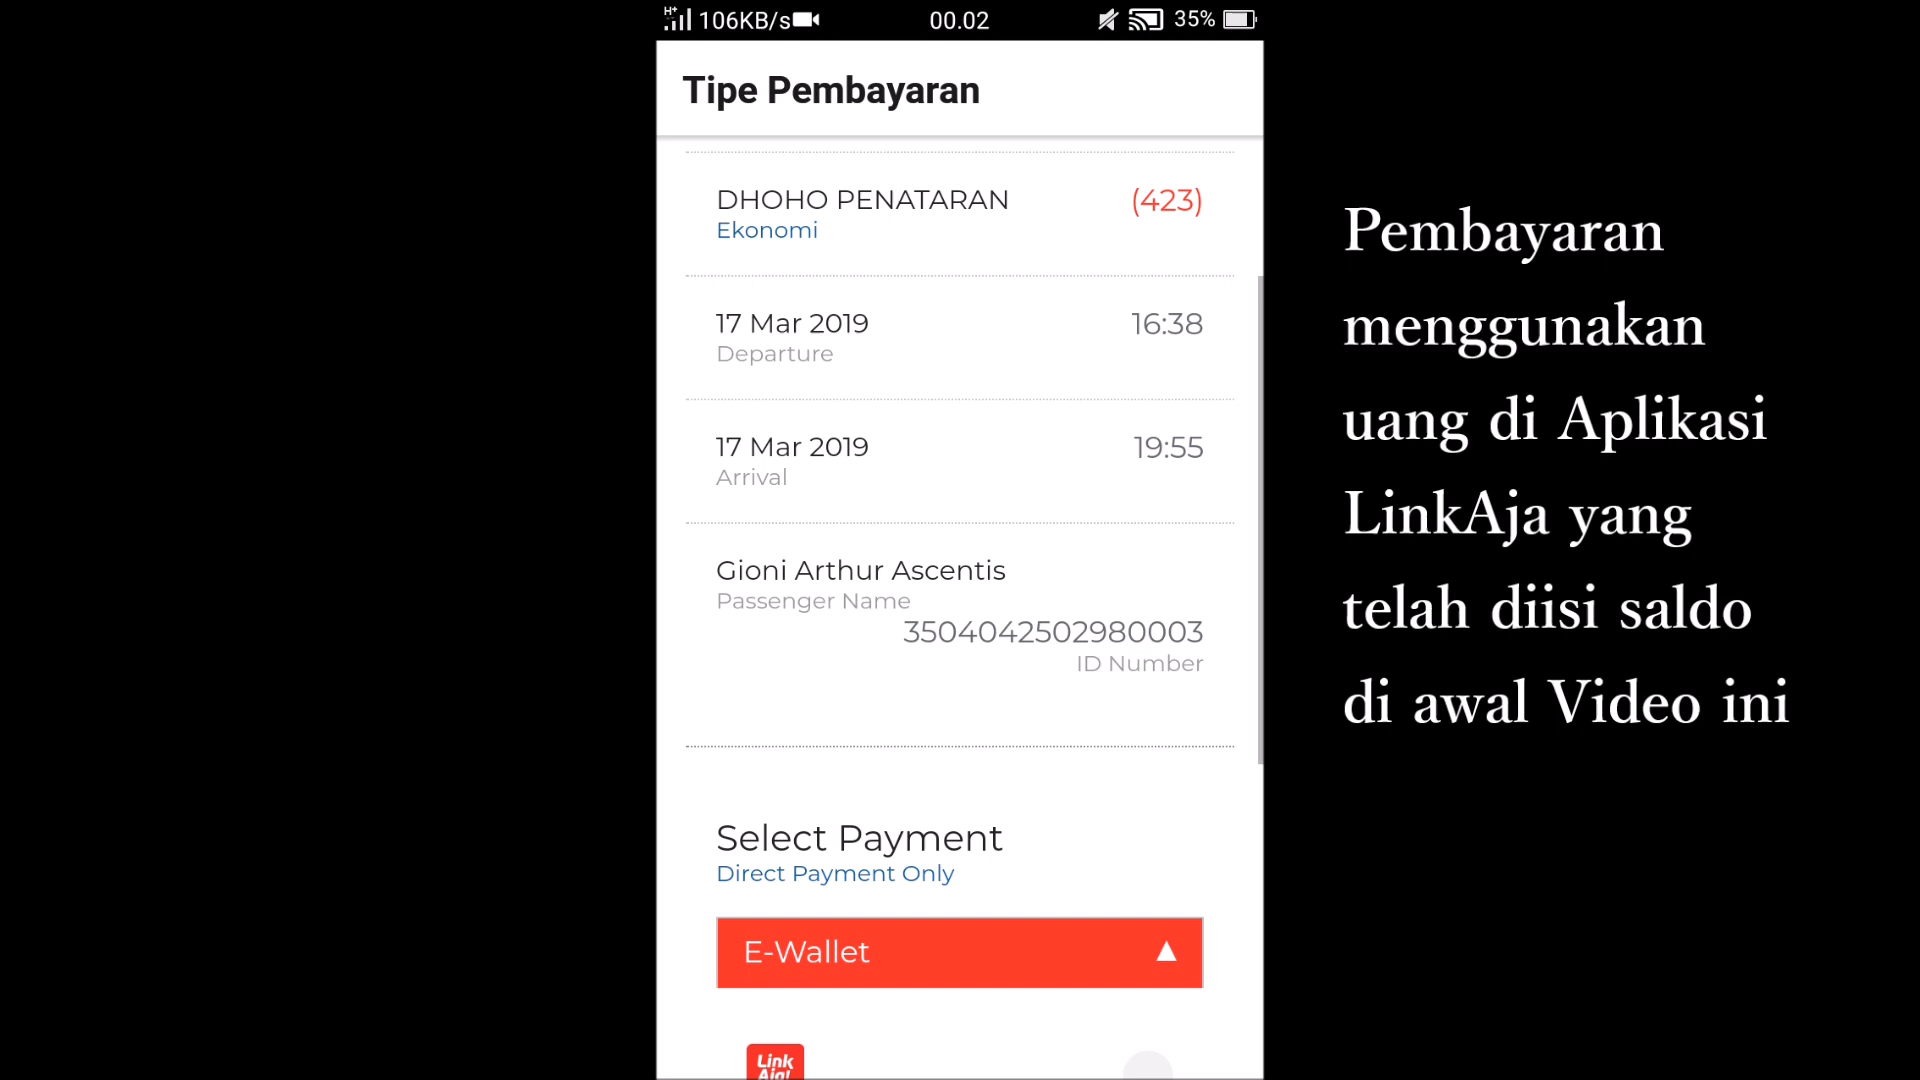 H+ 106KB/s 00.02 35%
Tipe Pembayaran
DHOHO PENATARAN (423)
Ekonomi
17 Mar 2019 16:38
Departure
17 Mar 2019 19:55
Arrival
Gioni Arthur Ascentis
Passenger Name
3504042502980003
ID Number
Select Payment
Direct Payment Only
E-Wallet
Link
Aja!
Pembayaran
menggunakan
uang di Aplikasi
LinkAja yang
telah diisi saldo
di awal Video ini